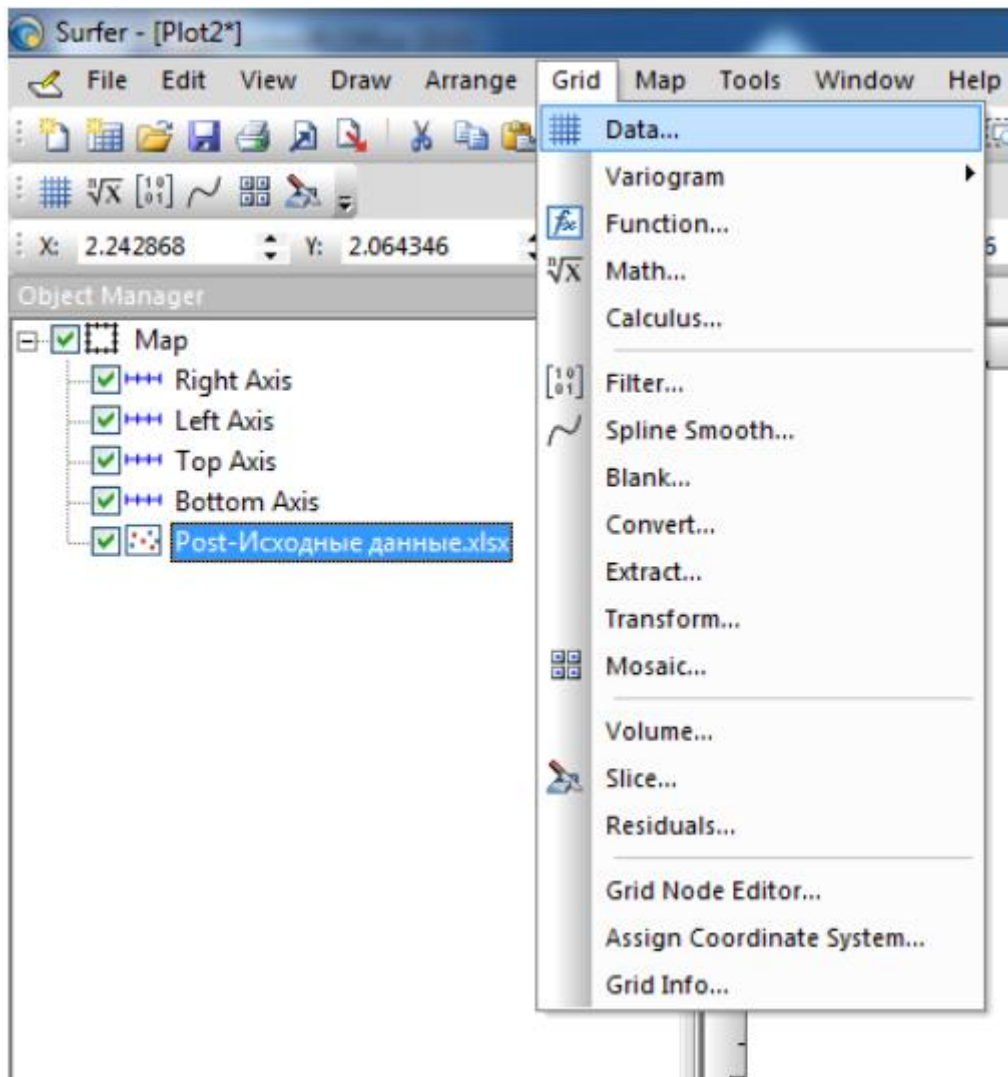 Surfer - [Plot2*]
File Edit View Draw Arrange Grid Map Tools Window Help
X: 2.242868 Y: 2.064346
Object Manager
Map
Right Axis
Left Axis
Top Axis
Bottom Axis
Post-Исходные данные.xlsx
Data...
Variogram
Function...
Math...
Calculus...
Filter...
Spline Smooth...
Blank...
Convert...
Extract...
Transform...
Mosaic...
Volume...
Slice...
Residuals...
Grid Node Editor...
Assign Coordinate System...
Grid Info...